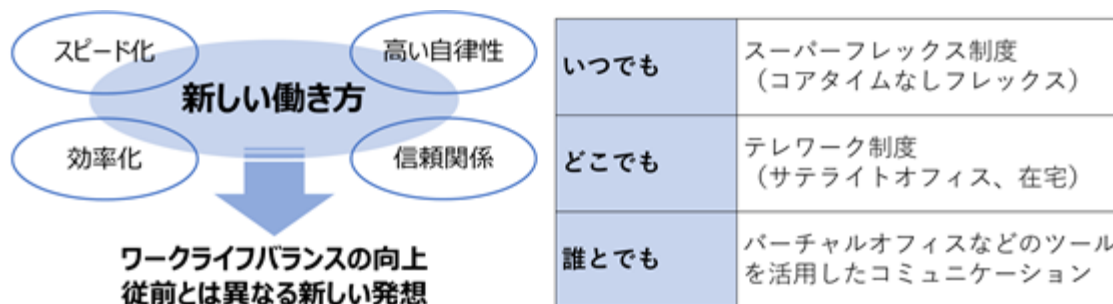 スピード化
高い自律性
新しい働き方
効率化
信頼関係
ワークライフバランスの向上
従前とは異なる新しい発想
いつでも
スーパーフレックス制度
（コアタイムなしフレックス）
どこでも
テレワーク制度
（サテライトオフィス、在宅）
誰とでも
バーチャルオフィスなどのツール
を活用したコミュニケーション